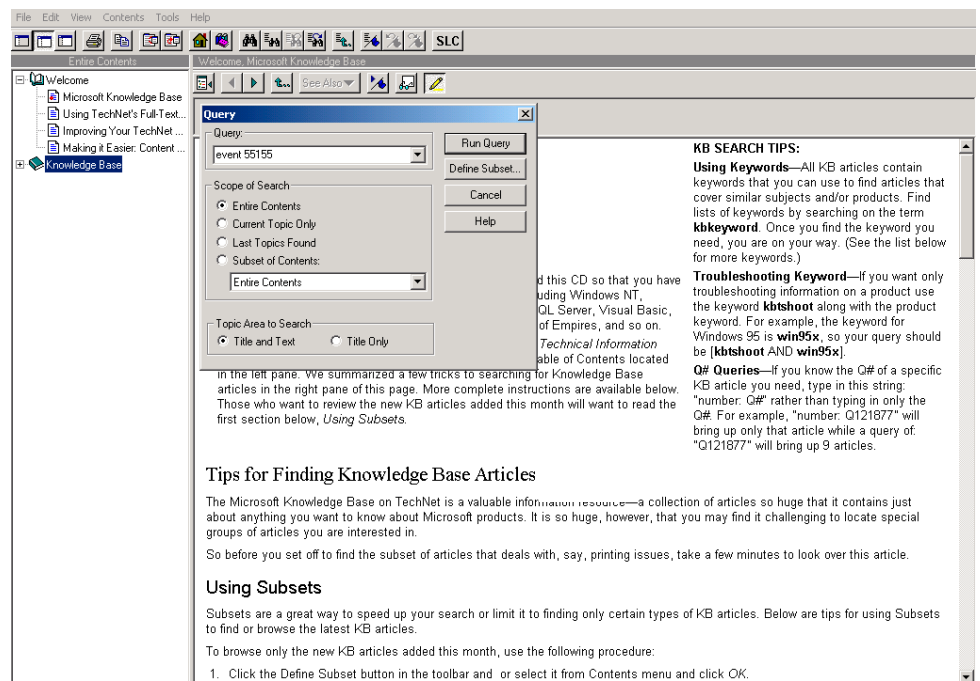 File Edit View Contents Tools Help
SLC
Entire Contents
Welcome, Microsoft Knowledge Base
Welcome
Microsoft Knowledge Base
Using TechNet's Full-Text...
Improving Your TechNet ...
Making it Easier: Content ...
Knowledge Base
See Also
Query
Query:
event 55155
Run Query
Define Subset...
Cancel
Help
Scope of Search
Entire Contents
Current Topic Only
Last Topics Found
Subset of Contents:
Entire Contents
Topic Area to Search
Title and Text Title Only
d this CD so that you have
uding Windows NT,
QL Server, Visual Basic,
of Empires, and so on.
Technical Information
able of Contents located
in the left pane. We summarized a few tricks to searching for Knowledge Base
articles in the right pane of this page. More complete instructions are available below.
Those who want to review the new KB articles added this month will want to read the
first section below, Using Subsets.
KB SEARCH TIPS:
Using Keywords—All KB articles contain
keywords that you can use to find articles that
cover similar subjects and/or products. Find
lists of keywords by searching on the term
kbkeyword. Once you find the keyword you
need, you are on your way. (See the list below
for more keywords.)
Troubleshooting Keyword—If you want only
troubleshooting information on a product use
the keyword kbtshoot along with the product
keyword. For example, the keyword for
Windows 95 is win95x, so your query should
be [kbtshoot AND win95x].
Q# Queries—If you know the Q# of a specific
KB article you need, type in this string:
"number: Q#" rather than typing in only the
Q#. For example, "number: Q121877" will
bring up only that article while a query of:
"Q121877" will bring up 9 articles.
Tips for Finding Knowledge Base Articles
The Microsoft Knowledge Base on TechNet is a valuable information resource—a collection of articles so huge that it contains just
about anything you want to know about Microsoft products. It is so huge, however, that you may find it challenging to locate special
groups of articles you are interested in.
So before you set off to find the subset of articles that deals with, say, printing issues, take a few minutes to look over this article.
Using Subsets
Subsets are a great way to speed up your search or limit it to finding only certain types of KB articles. Below are tips for using Subsets
to find or browse the latest KB articles.
To browse only the new KB articles added this month, use the following procedure:
1. Click the Define Subset button in the toolbar and or select it from Contents menu and click OK.